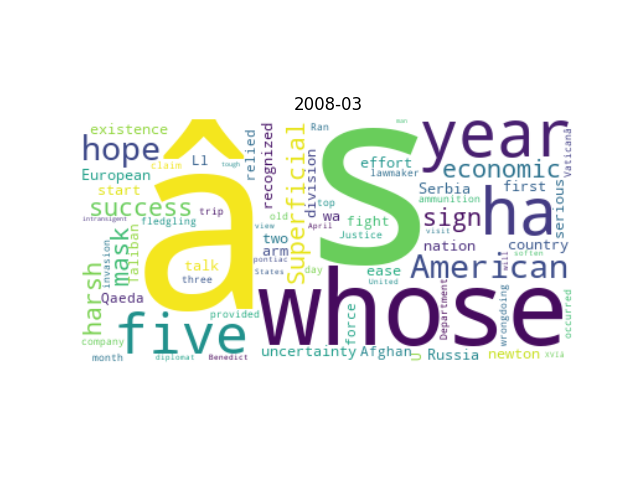 2008-03
existence
hope
Ll
claim
tough
relied
recognized
European
start
success
trip
fledgling
mask
Taliban
invasion
intransigent
harsh
Qaeda
company
month
â
talk
three
five
provided
diplomat
Benedict
Superficial
division
Ran
top
old
view
April
two
arm
pontiac
States
day
wa
s
effort
lawmaker
fight
Justice
ease
United
force
whose
uncertainty
Afghan
U
Russia
year
economic
Serbia
first
ammunition
sign
visit
nation
ha
country
serious
American
soften
will
Department
wrongdoing
newton
XVIâ
occurred